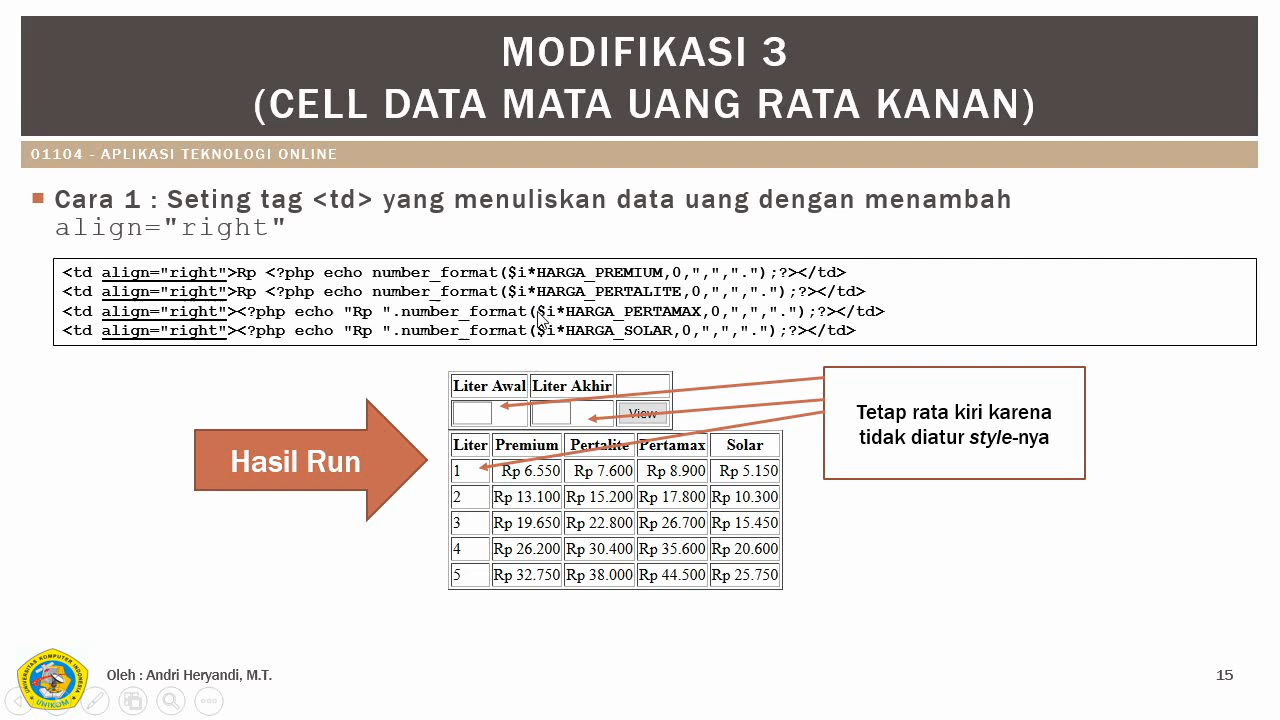 MODIFIKASI 3
(CELL DATA MATA UANG RATA KANAN)
01104 - APLIKASI TEKNOLOGI ONLINE
Cara 1 : Seting tag <td> yang menuliskan data uang dengan menambah
align="right"
<td align="right">Rp <?php echo number_format($i*HARGA_PREMIUM,0,",",".");?></td>
<td align="right">Rp <?php echo number_format($i*HARGA_PERTALITE,0,",",".");?></td>
<td align="right"><?php echo "Rp ".number_format($i*HARGA_PERTAMAX,0,",",".");?></td>
<td align="right"><?php echo "Rp ".number_format($i*HARGA_SOLAR,0,",",".");?></td>
Hasil Run
Liter Awal Liter Akhir
View
Liter Premium Pertalite Pertamax Solar
1 Rp 6.550 Rp 7.600 Rp 8.900 Rp 5.150
2 Rp 13.100 Rp 15.200 Rp 17.800 Rp 10.300
3 Rp 19.650 Rp 22.800 Rp 26.700 Rp 15.450
4 Rp 26.200 Rp 30.400 Rp 35.600 Rp 20.600
5 Rp 32.750 Rp 38.000 Rp 44.500 Rp 25.750
Tetap rata kiri karena
tidak diatur style-nya
UNIVERSITAS KOMPUTER INDONESIA
UNIKOM
Oleh : Andri Heryandi, M.T.
15